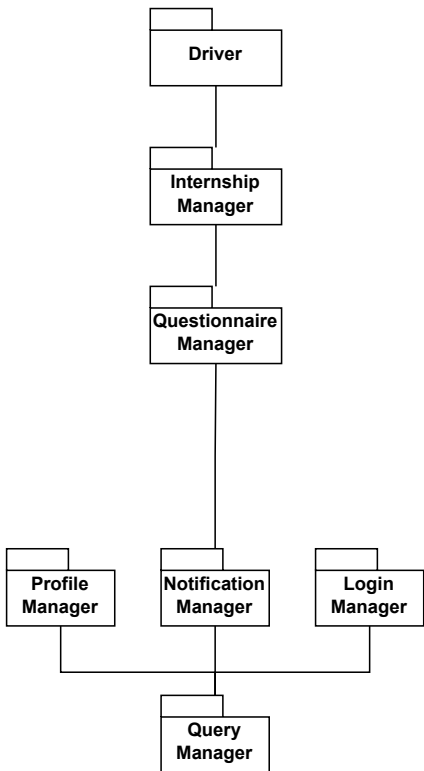 Driver
Internship
Manager
Questionnaire
Manager
Profile
Manager
Notification
Manager
Login
Manager
Query
Manager